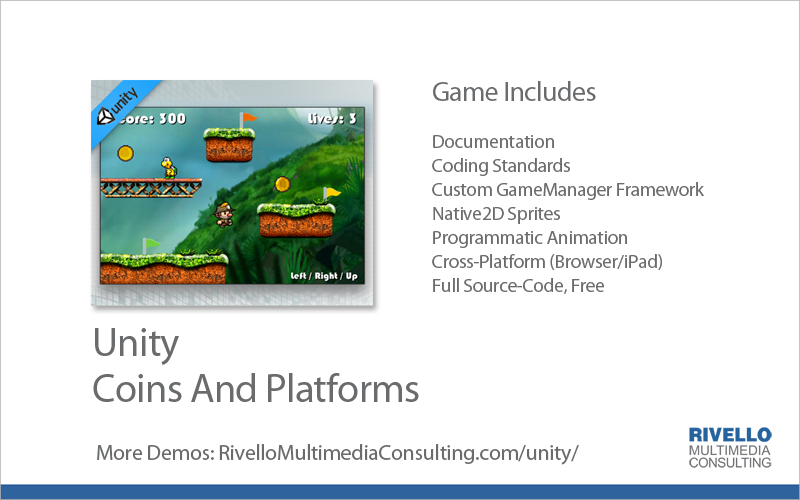 unity
ore: 300
Lives: 3
Left / Right / Up
Game Includes
Documentation
Coding Standards
Custom GameManager Framework
Native2D Sprites
Programmatic Animation
Cross-Platform (Browser/iPad)
Full Source-Code, Free
Unity
Coins And Platforms
More Demos: RivelloMultimediaConsulting.com/unity/
RIVELLO
MULTIMEDIA
CONSULTING